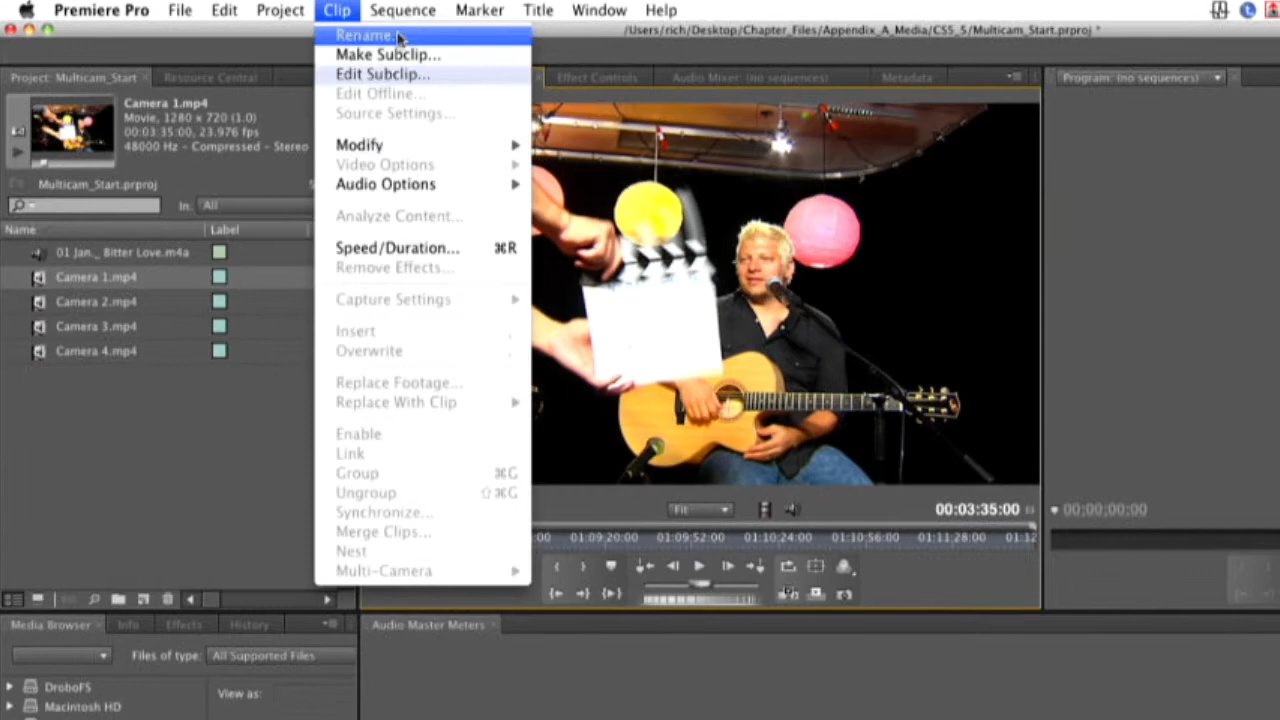 Premiere Pro File Edit Project Clip Sequence Marker Title Window Help
/Users/rich/Desktop/Chapter_Files/Appendix_A_Media/CS5_5/Multicam_Start.prproj *
Project: Multicam_Start × Resource Central
Effect Controls Audio Mixer: (no sequences) Metadata
Program: (no sequences)
Camera 1.mp4
Movie, 1280 x 720 (1.0)
00:03:35:00, 23.976 fps
48000 Hz - Compressed - Stereo
Multicam_Start.prproj
In: All
Name Label
01 Jan._ Bitter Love.m4a
Camera 1.mp4
Camera 2.mp4
Camera 3.mp4
Camera 4.mp4
Rename...
Make Subclip...
Edit Subclip...
Edit Offline...
Source Settings...
Modify
Video Options
Audio Options
Analyze Content...
Speed/Duration... ⌘R
Remove Effects...
Capture Settings
Insert ,
Overwrite .
Replace Footage...
Replace With Clip
Enable
Link
Group ⌘G
Ungroup ⇧⌘G
Synchronize...
Merge Clips...
Nest
Multi-Camera
Fit 00:03:35:00
00;00;00;00
:00 01:09:20:00 01:09:52:00 01:10:24:00 01:10:56:00 01:11:28:00 01:12
Media Browser × Info Effects History
Audio Master Meters ×
Files of type: All Supported Files
DroboFS
View as:
Macintosh HD